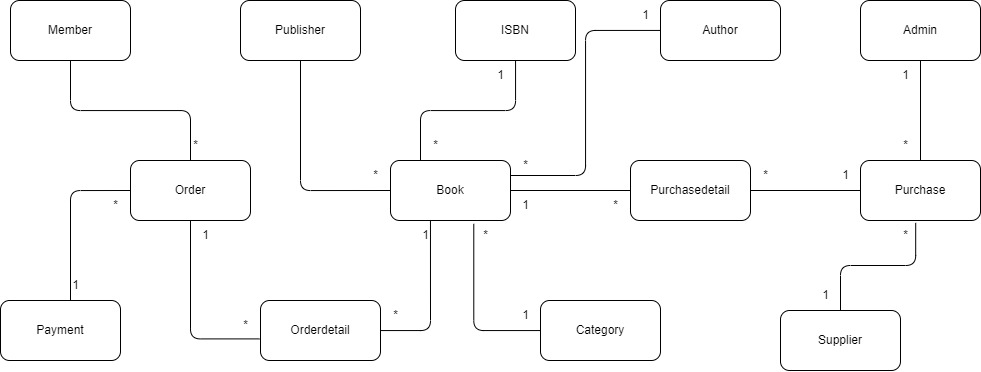 Member
Publisher
ISBN
1
Author
Admin
1
1
*
*
*
*
1
*
Order
*
Book
1
*
Purchasedetail
*
1
Purchase
1
1
*
*
1
*
*
1
1
Payment
Orderdetail
Category
Supplier